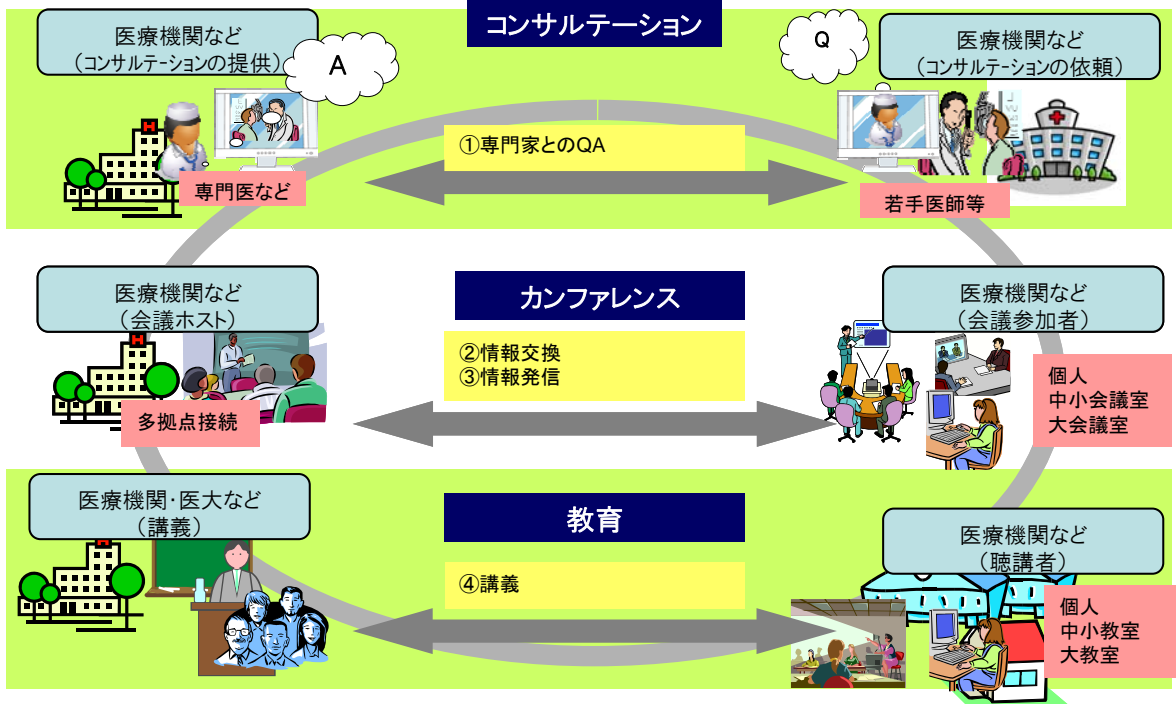 コンサルテーション
医療機関など
（コンサルテーションの提供）
A
Q
医療機関など
（コンサルテーションの依頼）
①専門家とのQA
専門医など
若手医師等
カンファレンス
医療機関など
（会議ホスト）
医療機関など
（会議参加者）
②情報交換
③情報発信
多拠点接続
個人
中小会議室
大会議室
教育
医療機関・医大など
（講義）
医療機関など
（聴講者）
④講義
個人
中小教室
大教室
H
H